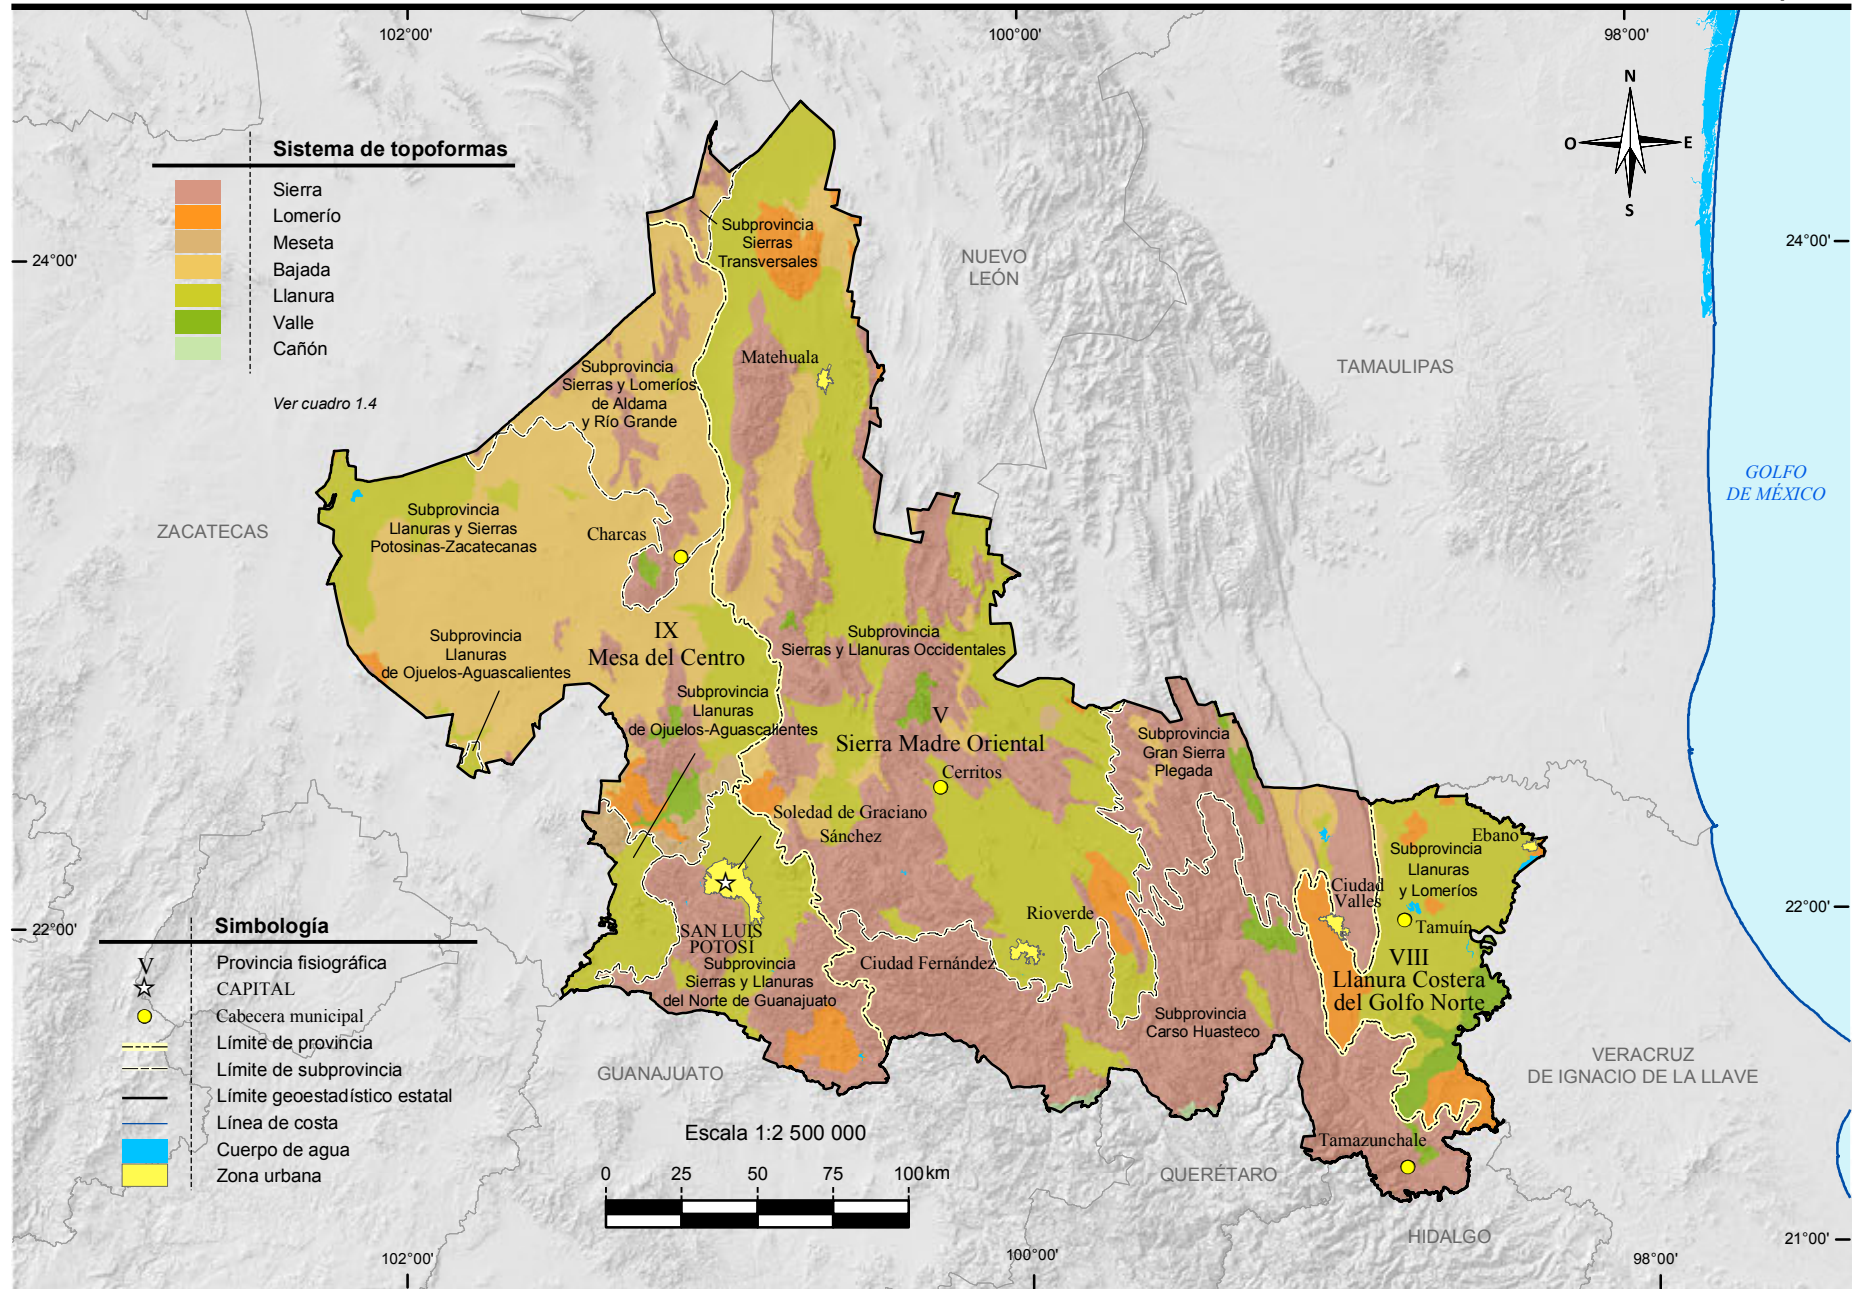 102°00'
100°00'
98°00'
N
O
E
S
Sistema de topoformas
Sierra
Lomerío
Meseta
Bajada
Llanura
Valle
Cañón
Ver cuadro 1.4
24°00'
24°00'
Subprovincia
Sierras
Transversales
NUEVO
LEÓN
TAMAULIPAS
Matehuala
Subprovincia
Sierras y Lomeríos
de Aldama
y Río Grande
GOLFO
DE MÉXICO
ZACATECAS
Subprovincia
Llanuras y Sierras
Potosinas-Zacatecanas
Charcas
Subprovincia
Llanuras
de Ojuelos-Aguascalientes
IX
Mesa del Centro
Subprovincia
Sierras y Llanuras Occidentales
Subprovincia
Llanuras
de Ojuelos-Aguascalientes
V
Sierra Madre Oriental
Cerritos
Subprovincia
Gran Sierra
Plegada
Soledad de Graciano
Sánchez
Ebano
Subprovincia
Llanuras
y Lomeríos
Ciudad
Valles
Tamuín
Rioverde
22°00'
22°00'
SAN LUIS
POTOSÍ
Subprovincia
Sierras y Llanuras
del Norte de Guanajuato
Ciudad Fernández
VIII
Llanura Costera
del Golfo Norte
Subprovincia
Carso Huasteco
Simbología
V
Provincia fisiográfica
CAPITAL
Cabecera municipal
Límite de provincia
Límite de subprovincia
Límite geoestadístico estatal
Línea de costa
Cuerpo de agua
Zona urbana
GUANAJUATO
VERACRUZ
DE IGNACIO DE LA LLAVE
Escala 1:2 500 000
0 25 50 75 100 km
Tamazunchale
QUERÉTARO
HIDALGO
21°00'
102°00'
100°00'
98°00'